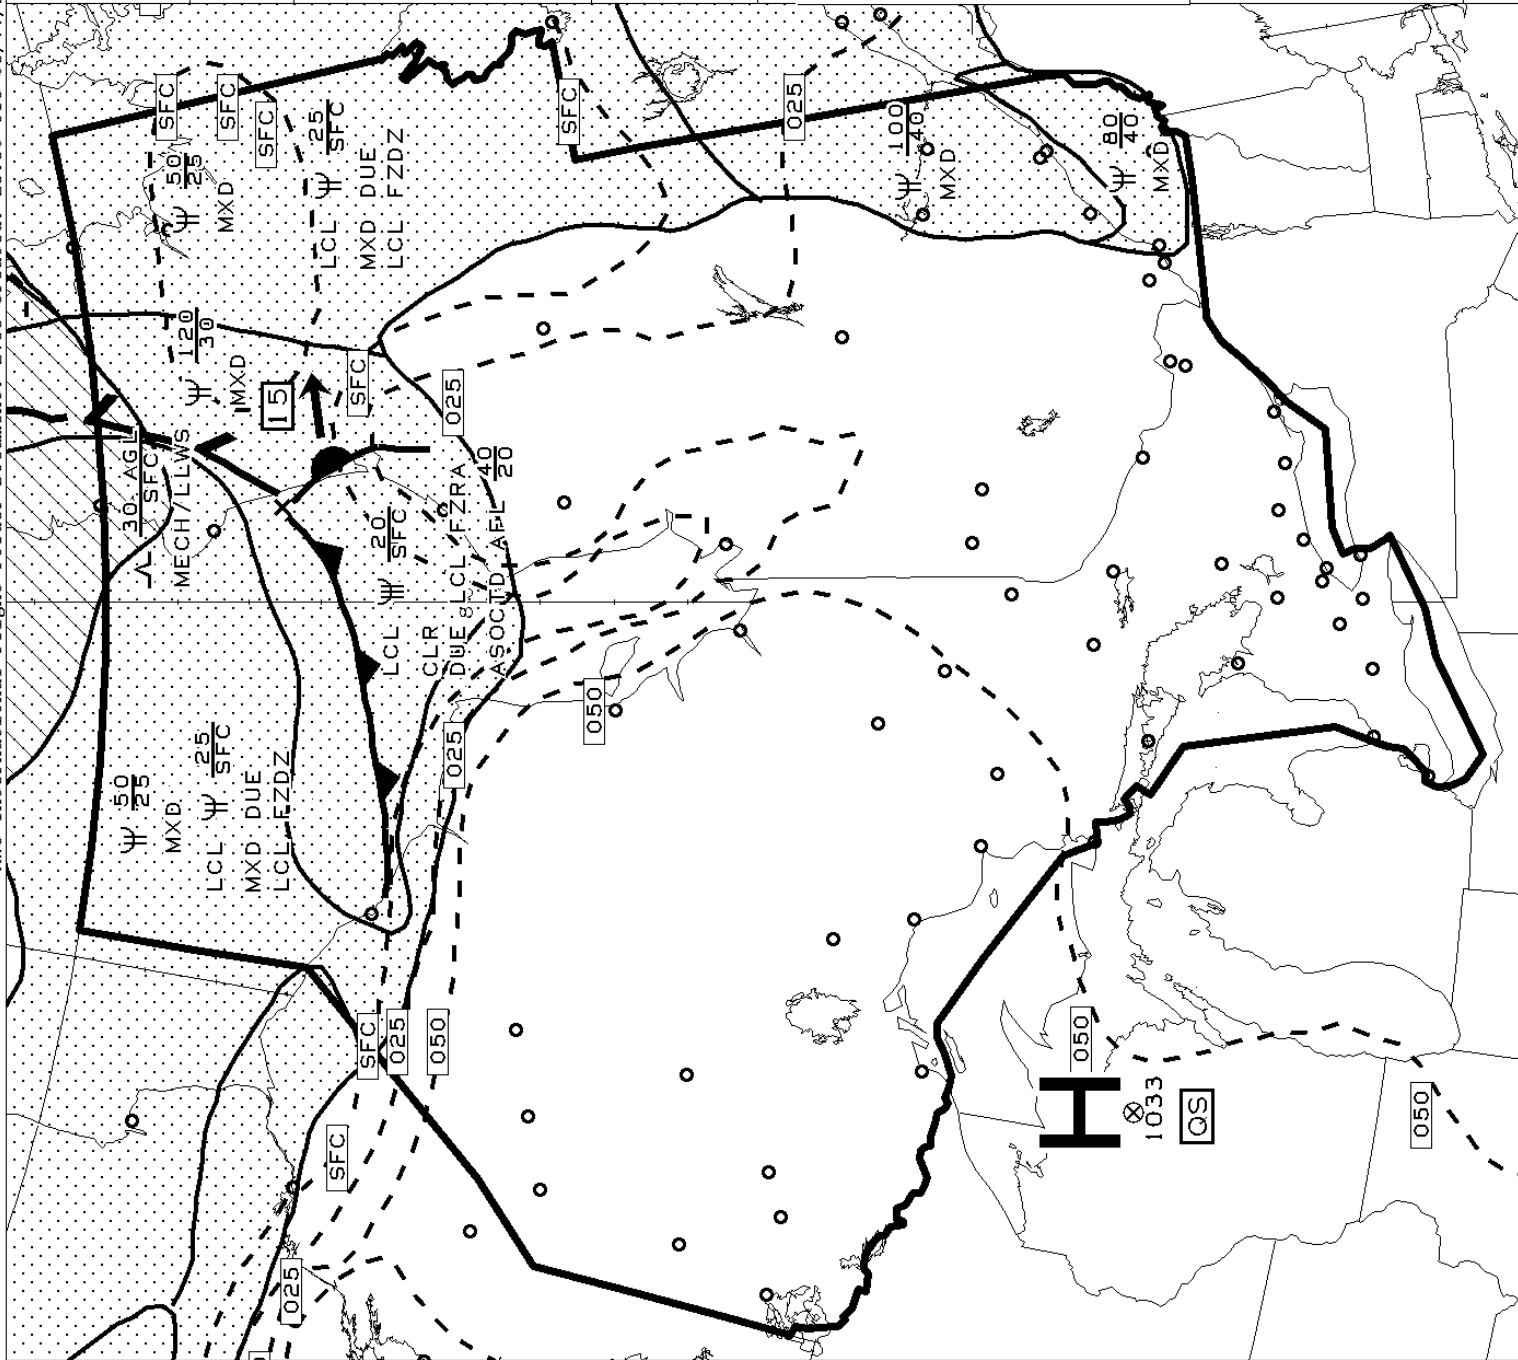 50
25
MXD
30 AGL
SFC
MECH/LLWS
SFC
50
25
MXD
120
30
MXD
LCL 25
SFC
MXD DUE
LCL FZDZ
SFC
SFC
15
025
LCL 25
SFC
MXD DUE
LCL FZDZ
SFC
SFC
SFC
025
050
LCL 20
SFC
CLR
DUE LCL FZRA
ASOCTD AFL 40
20
025
025
SFC
050
025
100
40
MXD
80
40
MXD
050
H
1033
QS
050